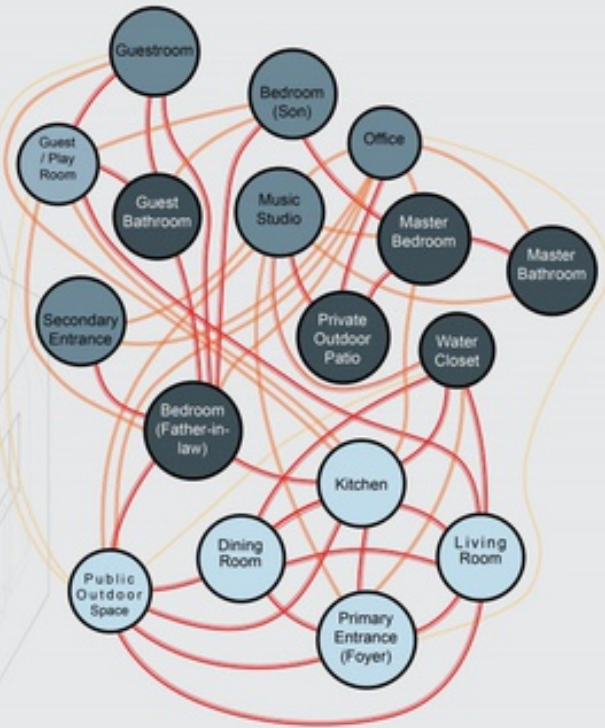 Guestroom
Bedroom
(Son)
Office
Guest
/ Play
Room
Guest
Bathroom
Music
Studio
Master
Bedroom
Master
Bathroom
Secondary
Entrance
Private
Outdoor
Patio
Water
Closet
Bedroom
(Father-in-
law)
Kitchen
Dining
Room
Living
Room
Public
Outdoor
Space
Primary
Entrance
(Foyer)